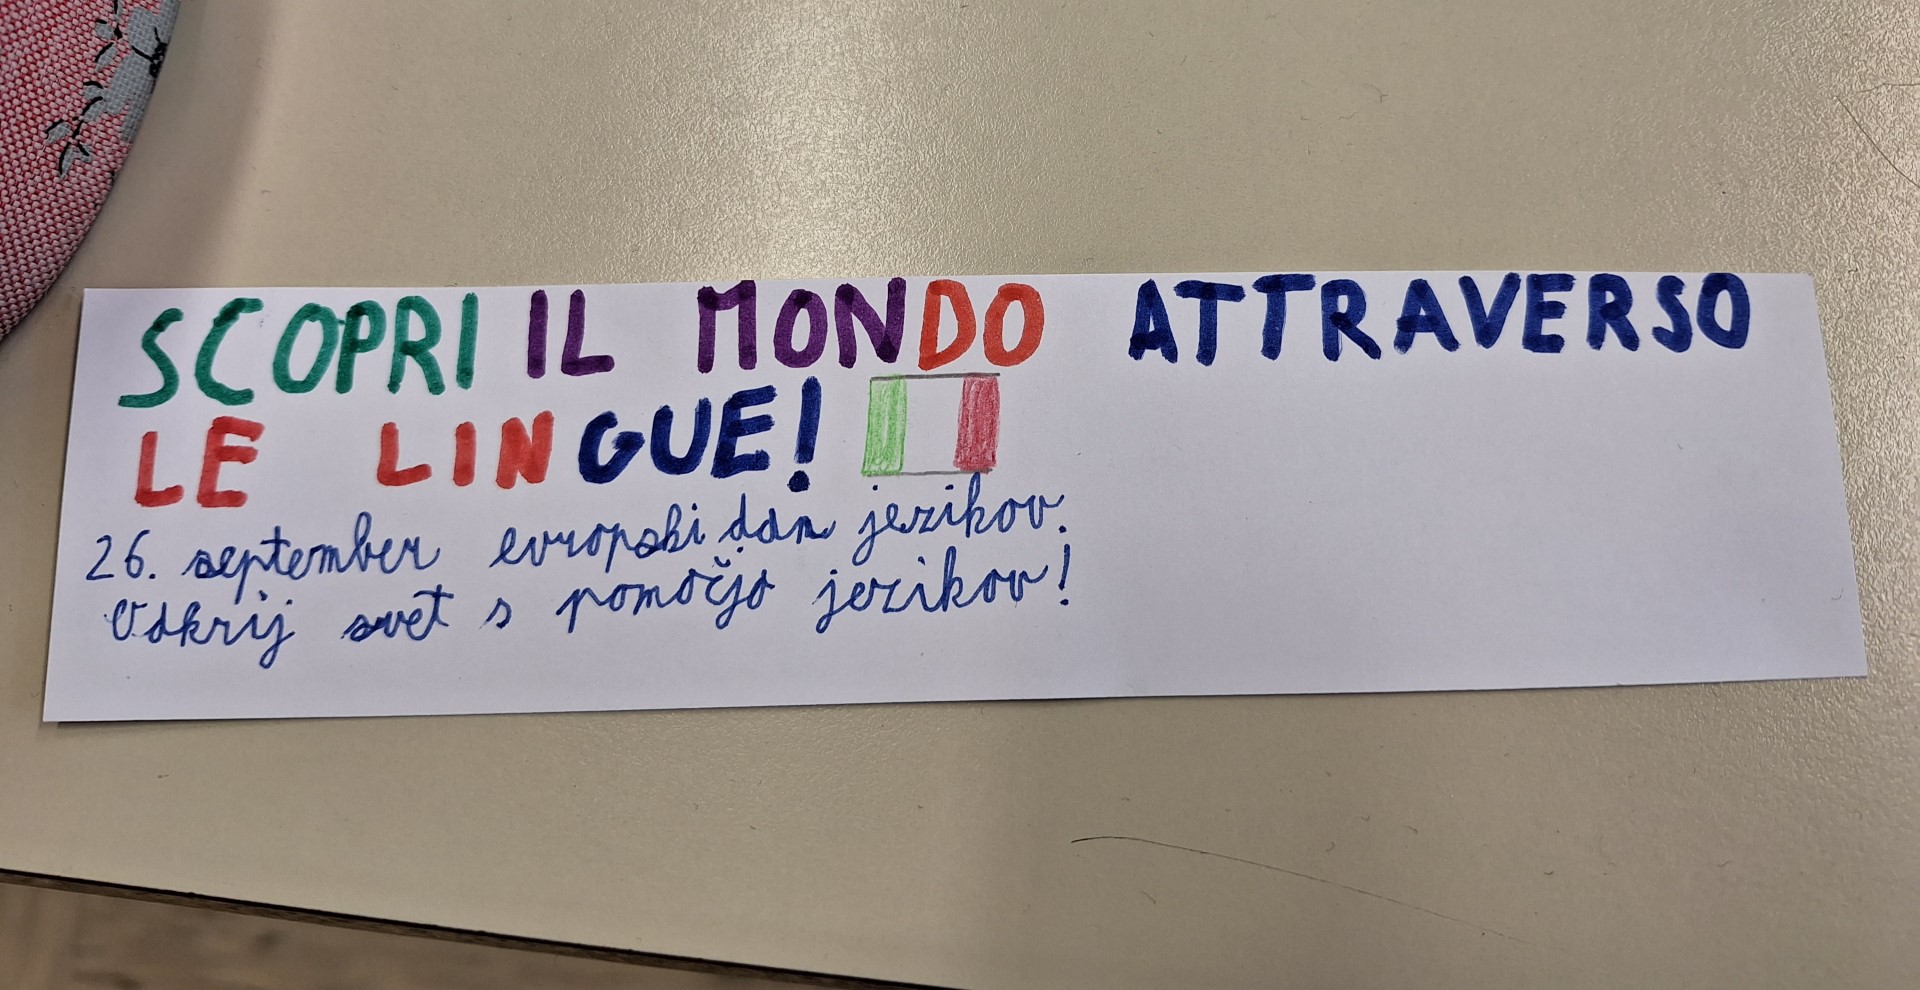 SCOPRI IL MONDO ATTRAVERSO
LE LINGUE!
26. september evropski dan jezikov.
Odkrij svet s pomočjo jezikov!